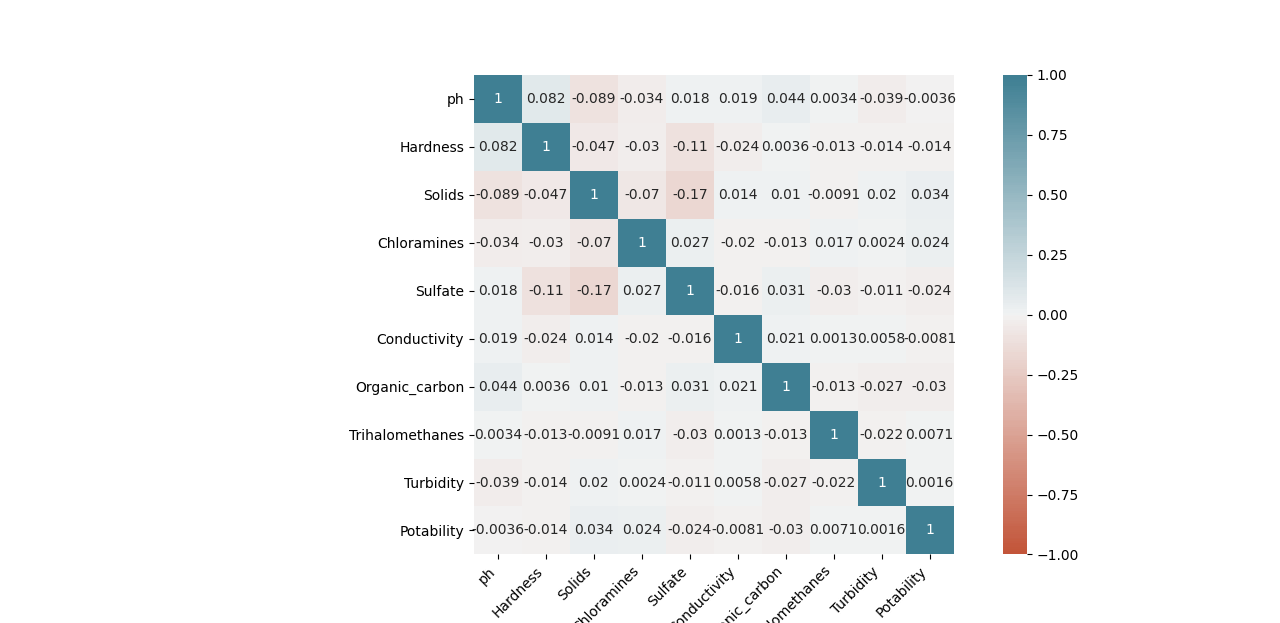 ph 1 0.082 -0.089 -0.034 0.018 0.019 0.044 0.0034 -0.039 -0.0036
Hardness 0.082 1 -0.047 -0.03 -0.11 -0.024 0.0036 -0.013 -0.014 -0.014
Solids -0.089 -0.047 1 -0.07 -0.17 0.014 0.01 -0.0091 0.02 0.034
Chloramines -0.034 -0.03 -0.07 1 0.027 -0.02 -0.013 0.017 0.0024 0.024
Sulfate 0.018 -0.11 -0.17 0.027 1 -0.016 0.031 -0.03 -0.011 -0.024
Conductivity 0.019 -0.024 0.014 -0.02 -0.016 1 0.021 0.0013 0.0058 -0.0081
Organic_carbon 0.044 0.0036 0.01 -0.013 0.031 0.021 1 -0.013 -0.027 -0.03
Trihalomethanes 0.0034 -0.013 -0.0091 0.017 -0.03 0.0013 -0.013 1 -0.022 0.0071
Turbidity -0.039 -0.014 0.02 0.0024 -0.011 0.0058 -0.027 -0.022 1 0.0016
Potability -0.0036 -0.014 0.034 0.024 -0.024 -0.0081 -0.03 0.0071 0.0016 1
ph Hardness Solids hloramines Sulfate onductivity nic_carbon lomethanes Turbidity Potability
1.00
0.75
0.50
0.25
0.00
−0.25
−0.50
−0.75
−1.00